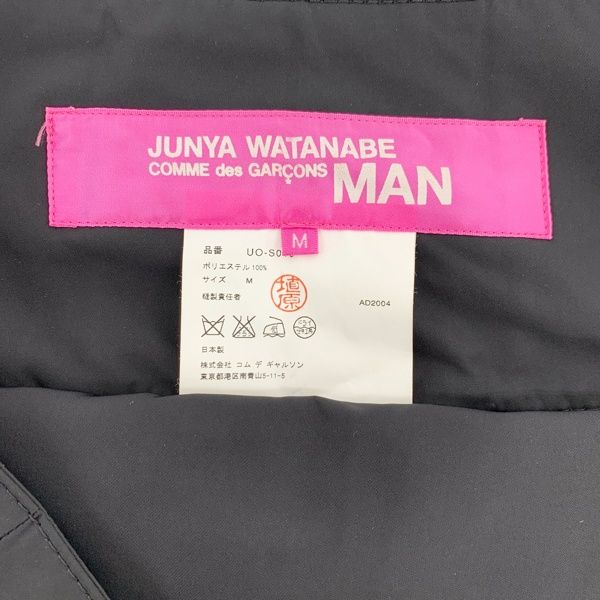 JUNYA WATANABE
COMME des GARÇONS MAN
M
品番 UO-S0
ポリエステル100%
サイズ M
縫製責任者
AD2004
日本製
株式会社 コム デ ギャルソン
東京都港区南青山5-11-5